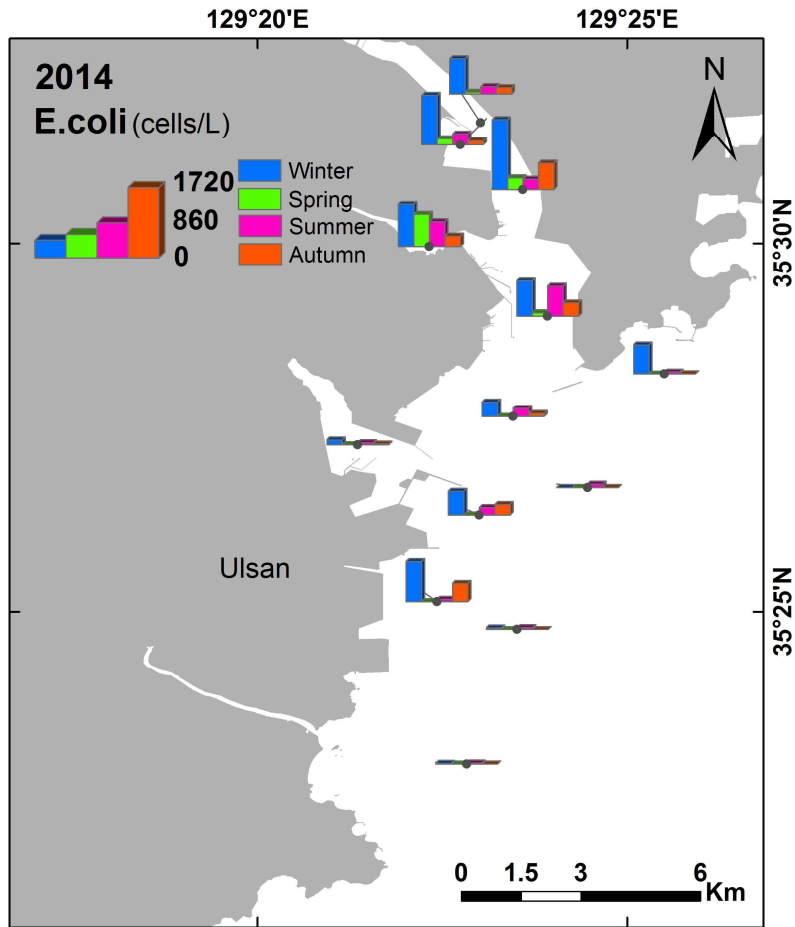 129°20'E 129°25'E
2014
E.coli (cells/L)
N
1720
860
0
Winter
Spring
Summer
Autumn
35°30'N
Ulsan
35°25'N
0 1.5 3 6
Km